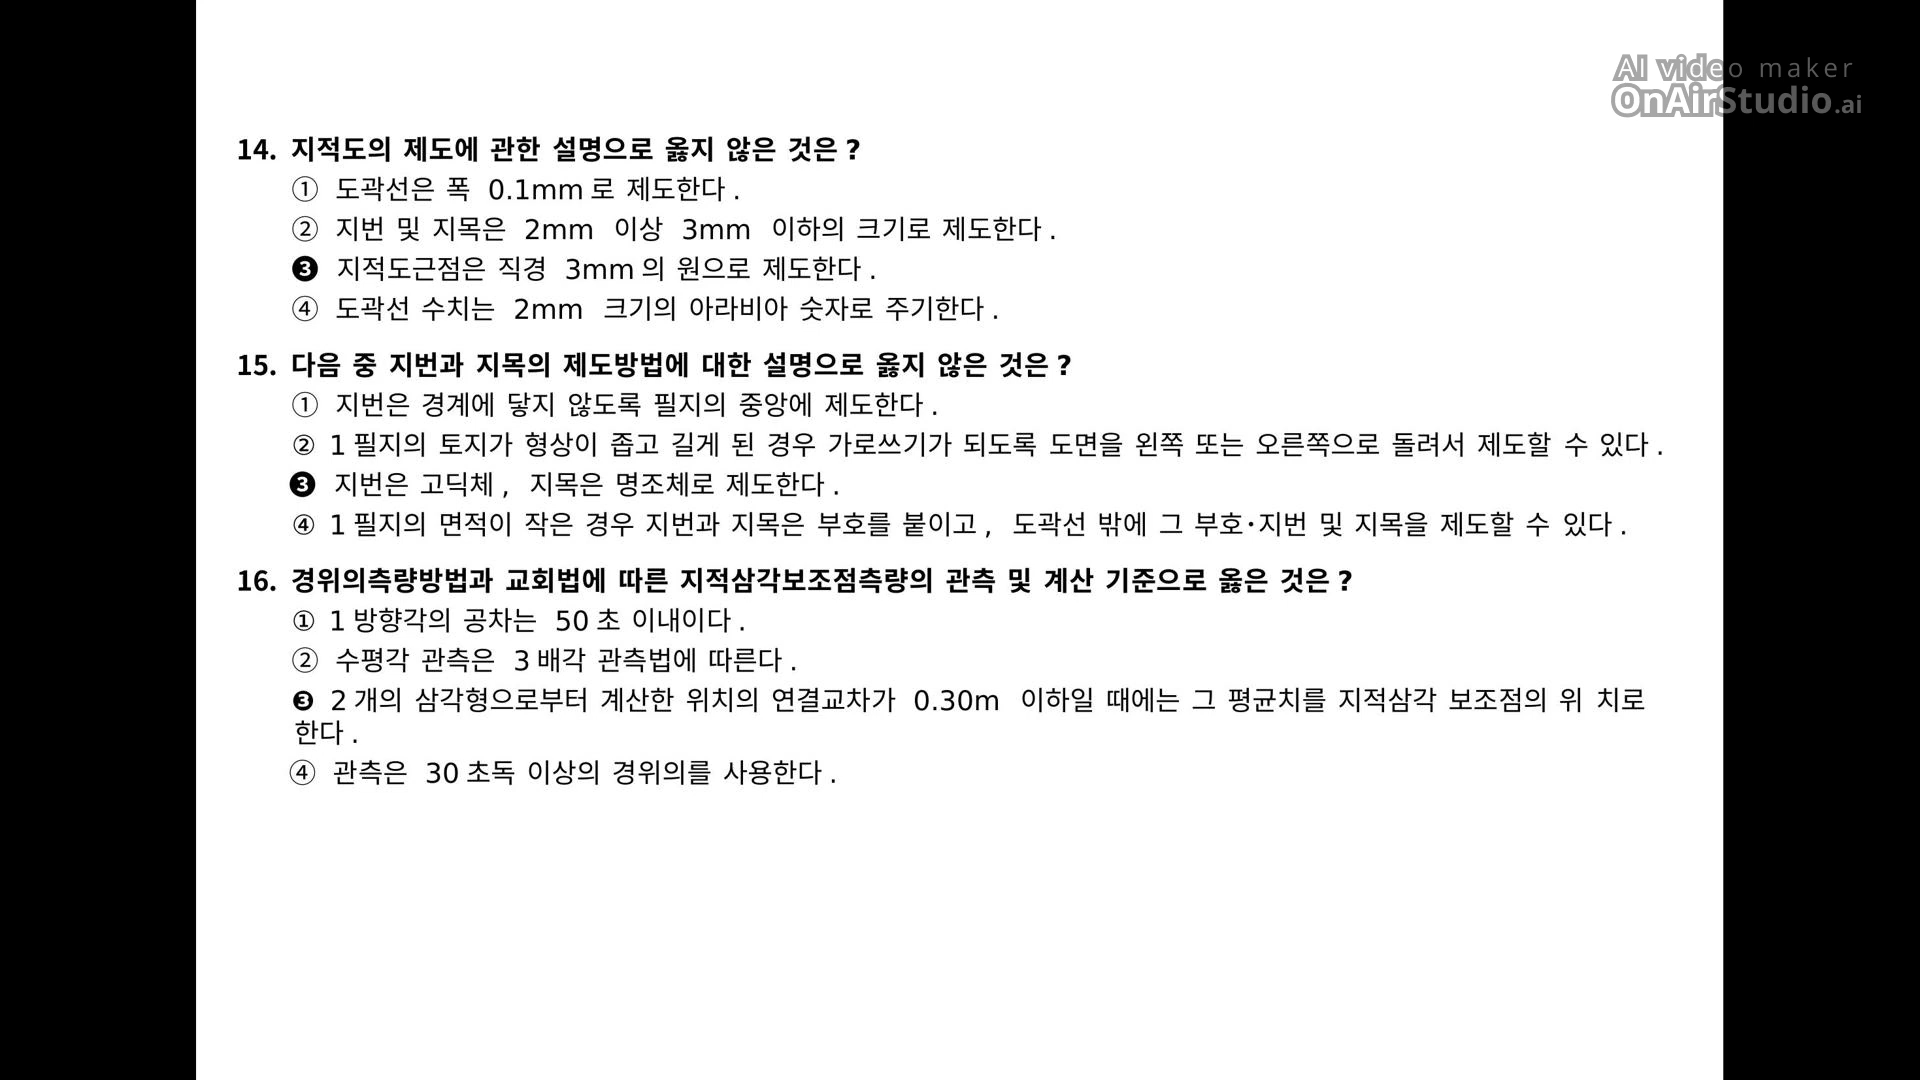 AI video maker
OnAirStudio.ai
14. 지적도의 제도에 관한 설명으로 옳지 않은 것은?
① 도곽선은 폭 0.1mm로 제도한다.
② 지번 및 지목은 2mm 이상 3mm 이하의 크기로 제도한다.
❸ 지적도근점은 직경 3mm의 원으로 제도한다.
④ 도곽선 수치는 2mm 크기의 아라비아 숫자로 주기한다.
15. 다음 중 지번과 지목의 제도방법에 대한 설명으로 옳지 않은 것은?
① 지번은 경계에 닿지 않도록 필지의 중앙에 제도한다.
② 1필지의 토지가 형상이 좁고 길게 된 경우 가로쓰기가 되도록 도면을 왼쪽 또는 오른쪽으로 돌려서 제도할 수 있다.
❸ 지번은 고딕체, 지목은 명조체로 제도한다.
④ 1필지의 면적이 작은 경우 지번과 지목은 부호를 붙이고, 도곽선 밖에 그 부호·지번 및 지목을 제도할 수 있다.
16. 경위의측량방법과 교회법에 따른 지적삼각보조점측량의 관측 및 계산 기준으로 옳은 것은?
① 1방향각의 공차는 50초 이내이다.
② 수평각 관측은 3배각 관측법에 따른다.
❸ 2개의 삼각형으로부터 계산한 위치의 연결교차가 0.30m 이하일 때에는 그 평균치를 지적삼각 보조점의 위 치로
한다.
④ 관측은 30초독 이상의 경위의를 사용한다.